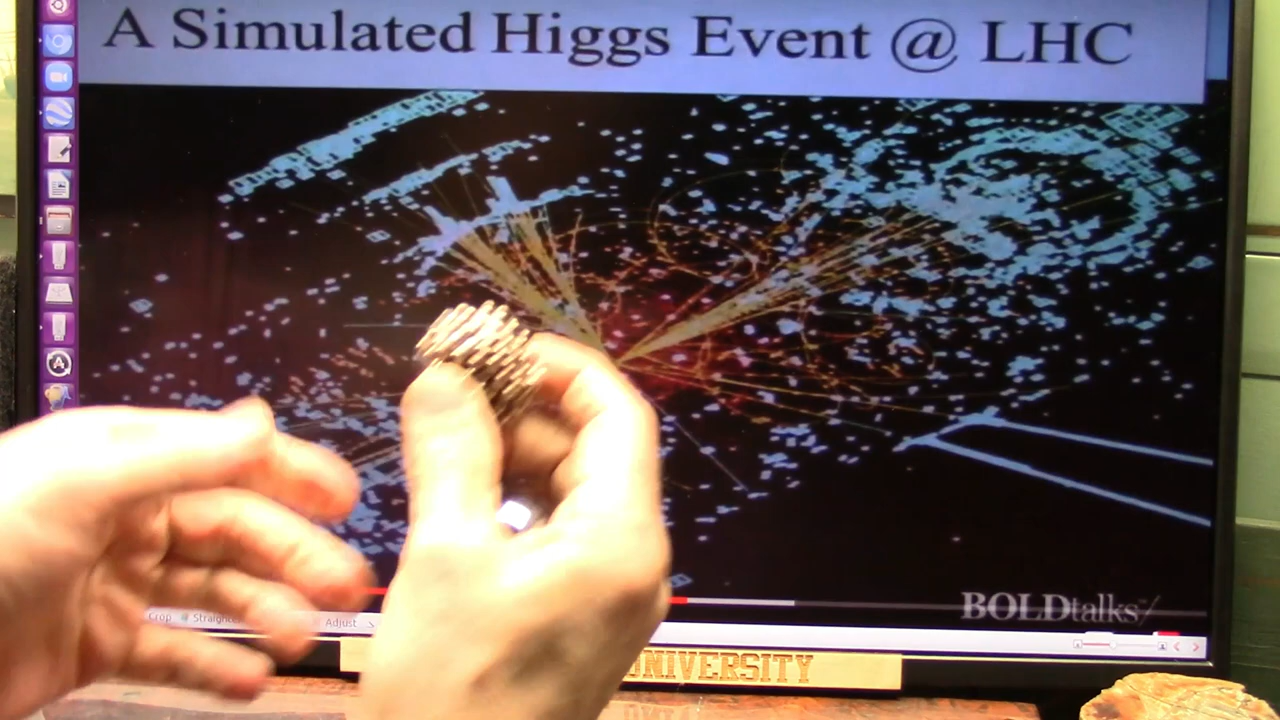 A Simulated Higgs Event @ LHC
BOLDtalks
Crop
Adjust
UNIVERSITY